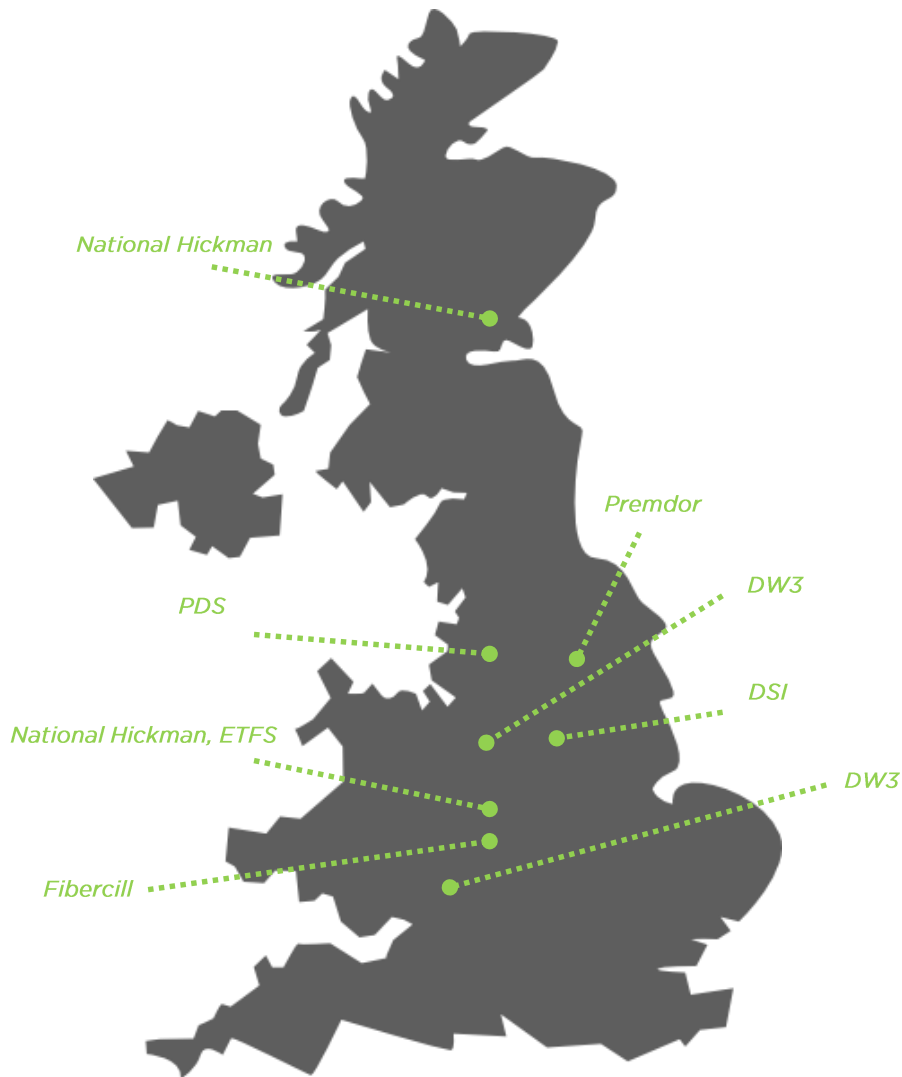 National Hickman
Premdor
DW3
PDS
DSI
National Hickman, ETFS
DW3
Fibercill